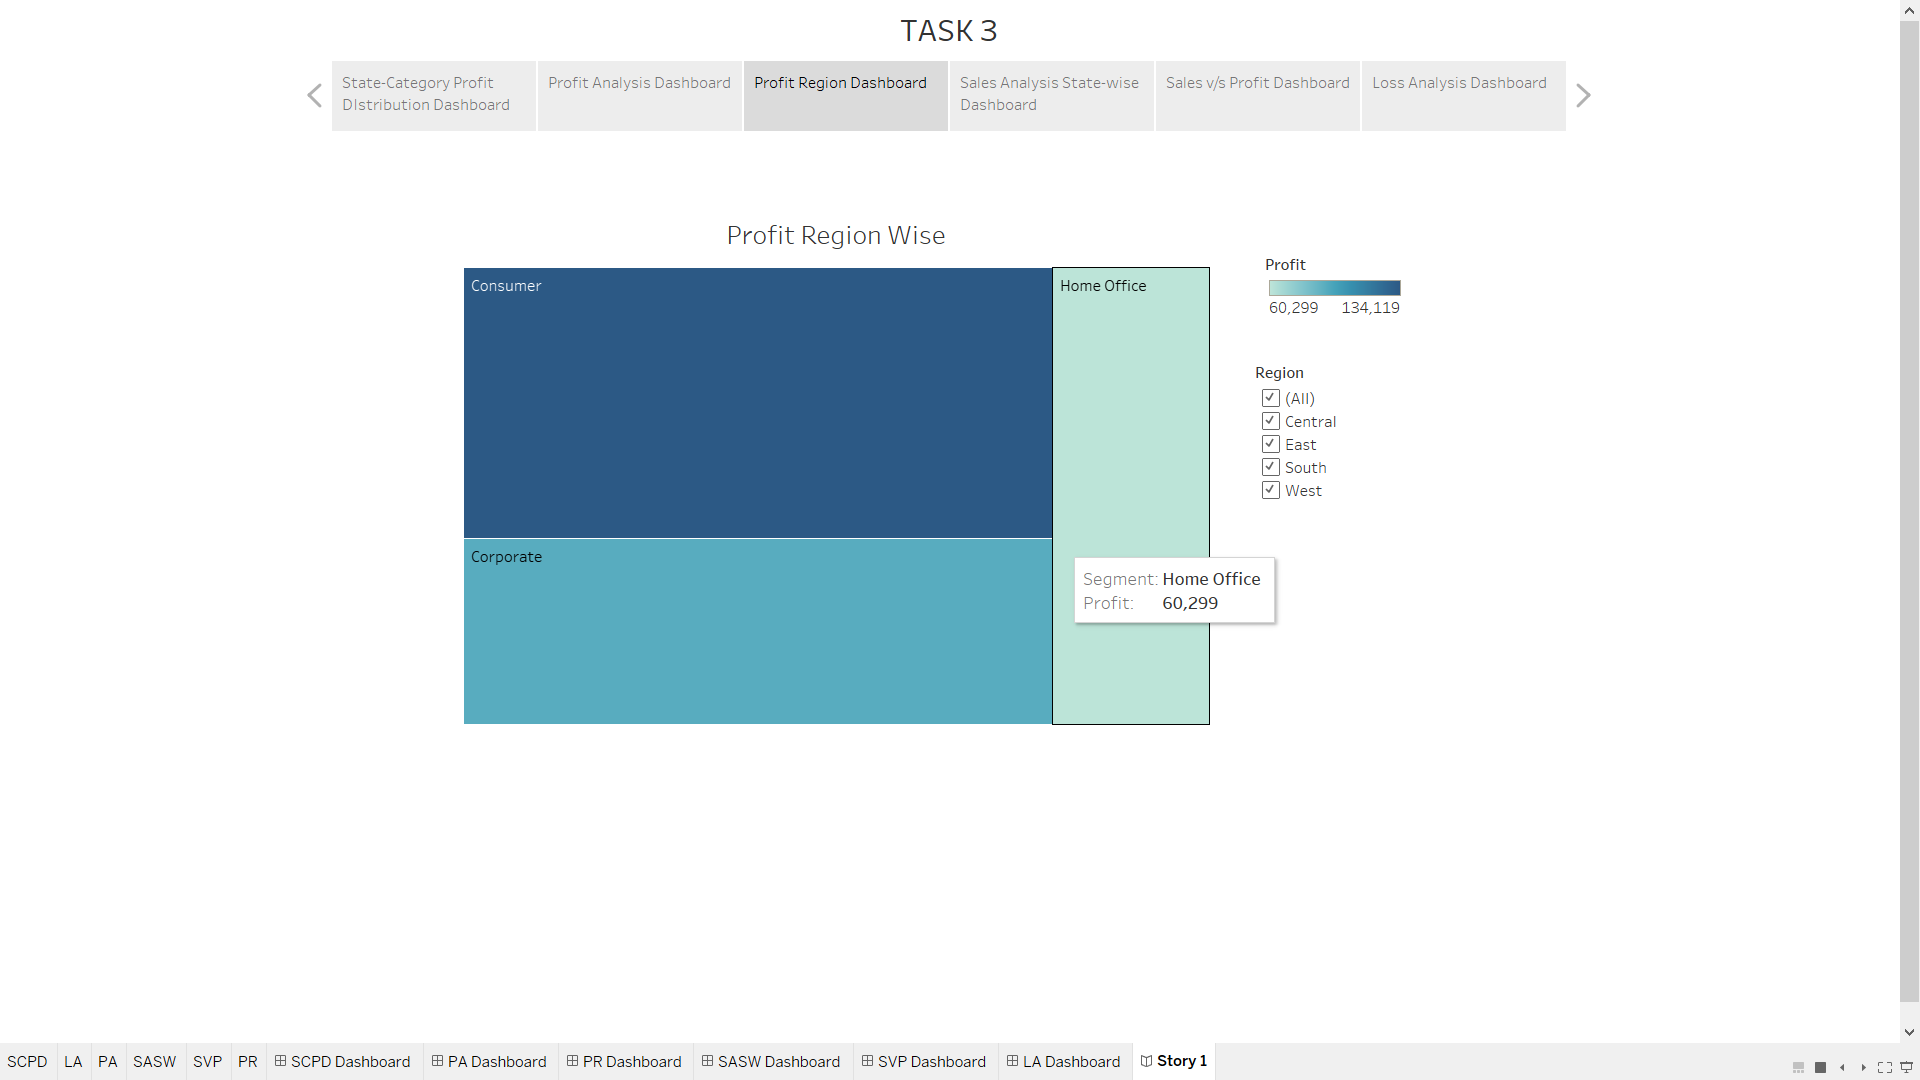 TASK 3
State-Category Profit
DIstribution Dashboard
Profit Analysis Dashboard
Profit Region Dashboard
Sales Analysis State-wise
Dashboard
Sales v/s Profit Dashboard
Loss Analysis Dashboard
Profit Region Wise
Consumer
Home Office
Corporate
Segment: Home Office
Profit: 60,299
Profit
60,299 134,119
Region
(All)
Central
East
South
West
SCPD LA PA SASW SVP PR SCPD Dashboard PA Dashboard PR Dashboard SASW Dashboard SVP Dashboard LA Dashboard Story 1